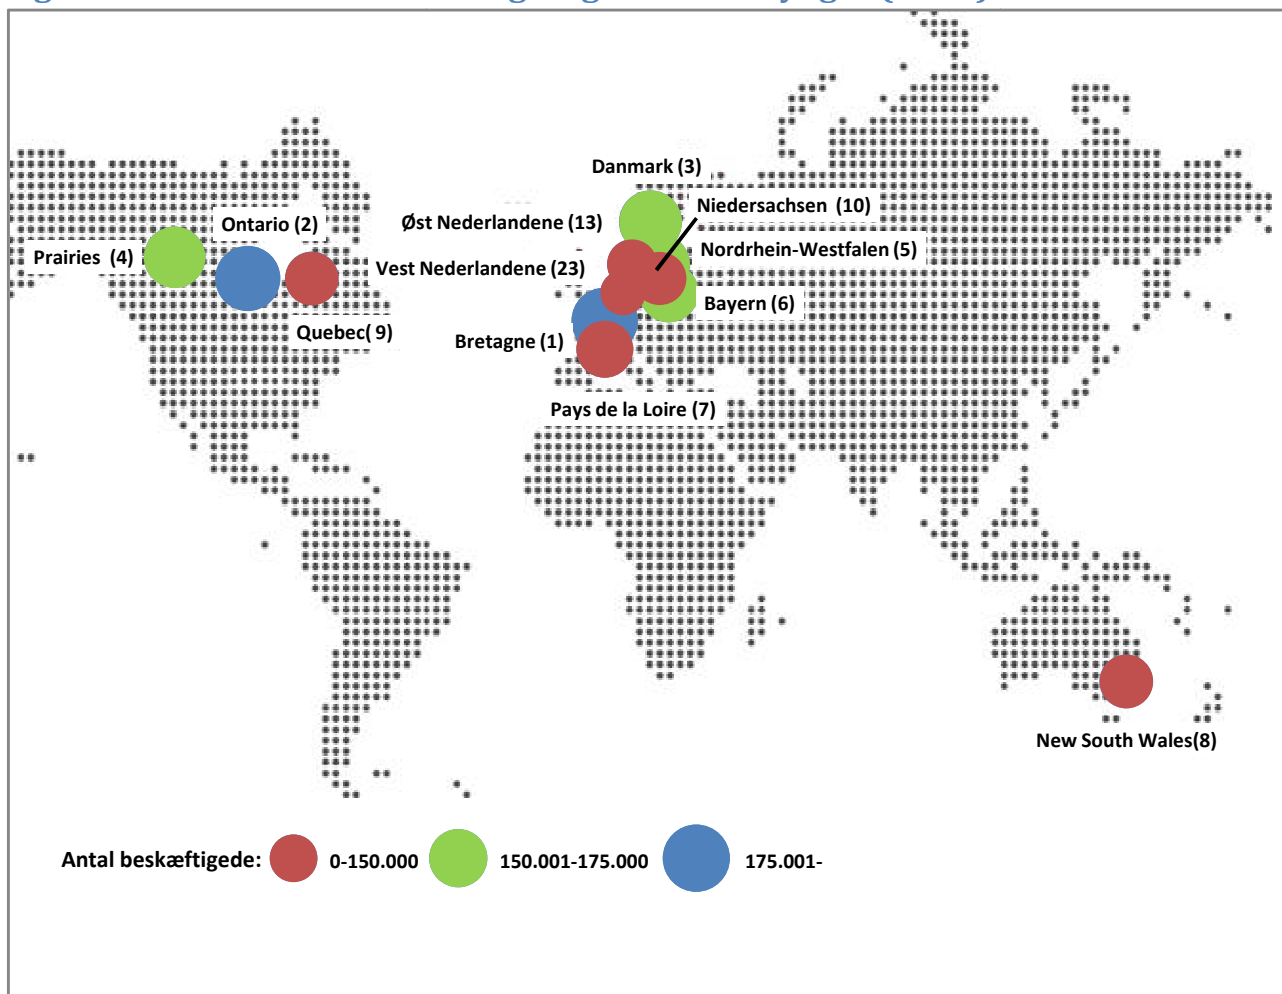 Danmark (3)
Niedersachsen (10)
Ontario (2)
Øst Nederlandene (13)
Prairies (4)
Nordrhein-Westfalen (5)
Vest Nederlandene (23)
Bayern (6)
Quebec( 9)
Bretagne (1)
Pays de la Loire (7)
New South Wales(8)
Antal beskæftigede: 0-150.000 150.001-175.000 175.001-